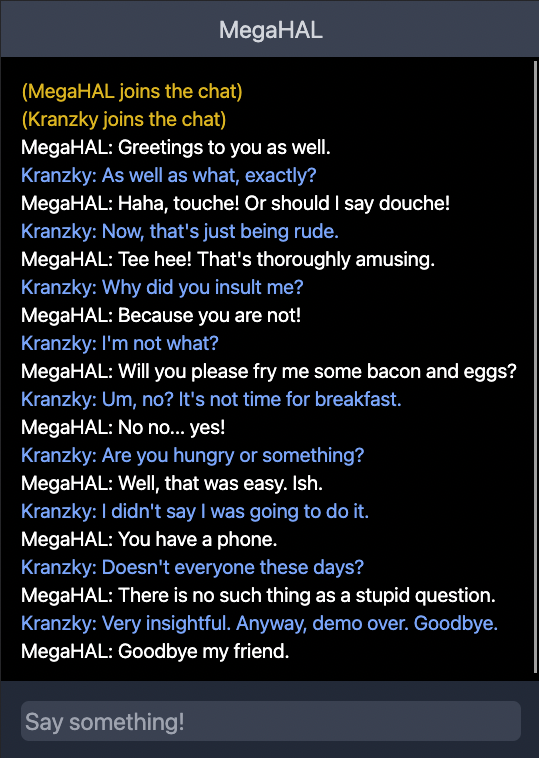 MegaHAL
(MegaHAL joins the chat)
(Kranzky joins the chat)
MegaHAL: Greetings to you as well.
Kranzky: As well as what, exactly?
MegaHAL: Haha, touche! Or should I say douche!
Kranzky: Now, that's just being rude.
MegaHAL: Tee hee! That's thoroughly amusing.
Kranzky: Why did you insult me?
MegaHAL: Because you are not!
Kranzky: I'm not what?
MegaHAL: Will you please fry me some bacon and eggs?
Kranzky: Um, no? It's not time for breakfast.
MegaHAL: No no... yes!
Kranzky: Are you hungry or something?
MegaHAL: Well, that was easy. Ish.
Kranzky: I didn't say I was going to do it.
MegaHAL: You have a phone.
Kranzky: Doesn't everyone these days?
MegaHAL: There is no such thing as a stupid question.
Kranzky: Very insightful. Anyway, demo over. Goodbye.
MegaHAL: Goodbye my friend.
Say something!